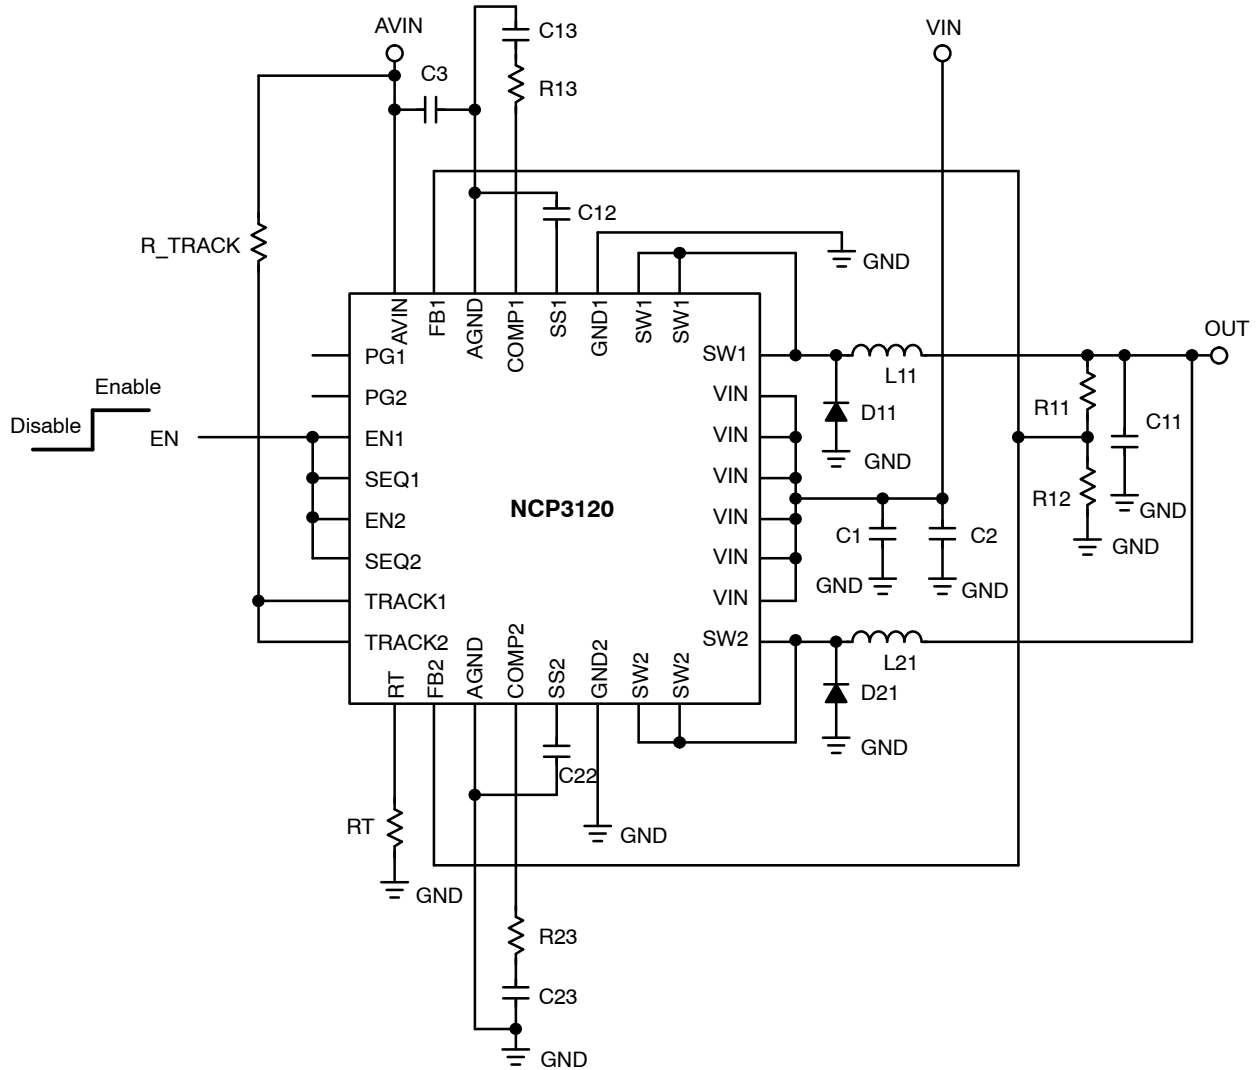 AVIN
C13
VIN
C3
R13
C12
R_TRACK
GND
AVIN
FB1
AGND
COMP1
SS1
GND1
SW1
SW1
OUT
PG1
SW1
L11
Enable
PG2
VIN
R11
D11
C11
Disable
EN
EN1
VIN
GND
SEQ1
VIN
R12
NCP3120
GND
EN2
VIN
C1
C2
GND
SEQ2
VIN
GND
GND
TRACK1
VIN
TRACK2
SW2
L21
RT
FB2
AGND
COMP2
SS2
GND2
SW2
SW2
D21
GND
C22
RT
GND
GND
R23
C23
GND